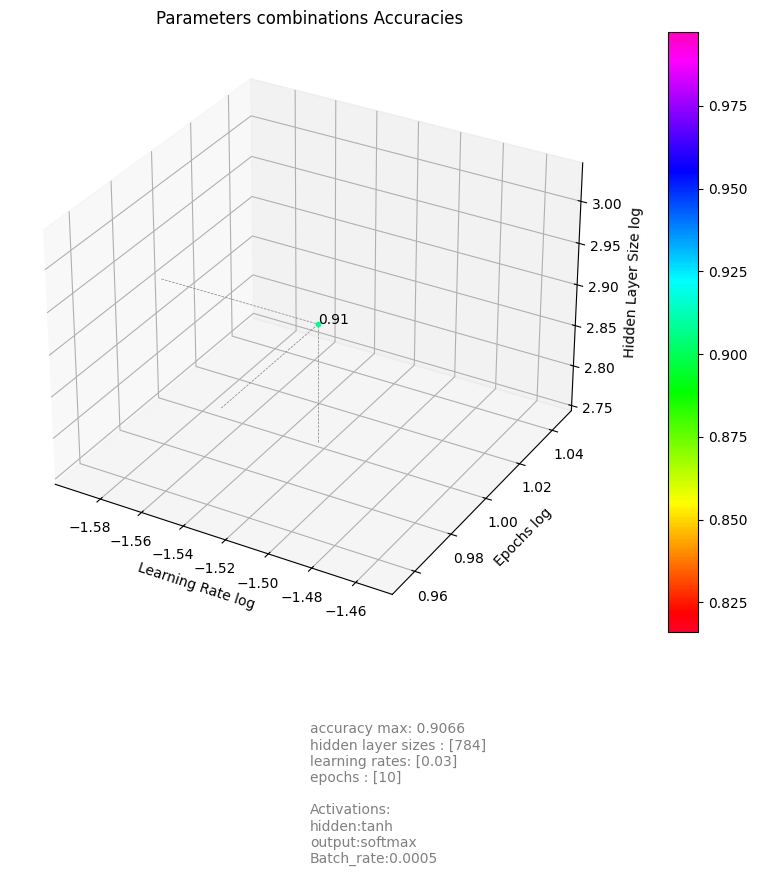 Parameters combinations Accuracies
0.91
3.00
2.95
2.90
2.85
2.80
2.75
Hidden Layer Size log
1.04
1.02
1.00
0.98
0.96
Epochs log
−1.58
−1.56
−1.54
−1.52
−1.50
−1.48
−1.46
Learning Rate log
0.975
0.950
0.925
0.900
0.875
0.850
0.825
accuracy max: 0.9066
hidden layer sizes : [784]
learning rates: [0.03]
epochs : [10]
Activations:
hidden:tanh
output:softmax
Batch_rate:0.0005